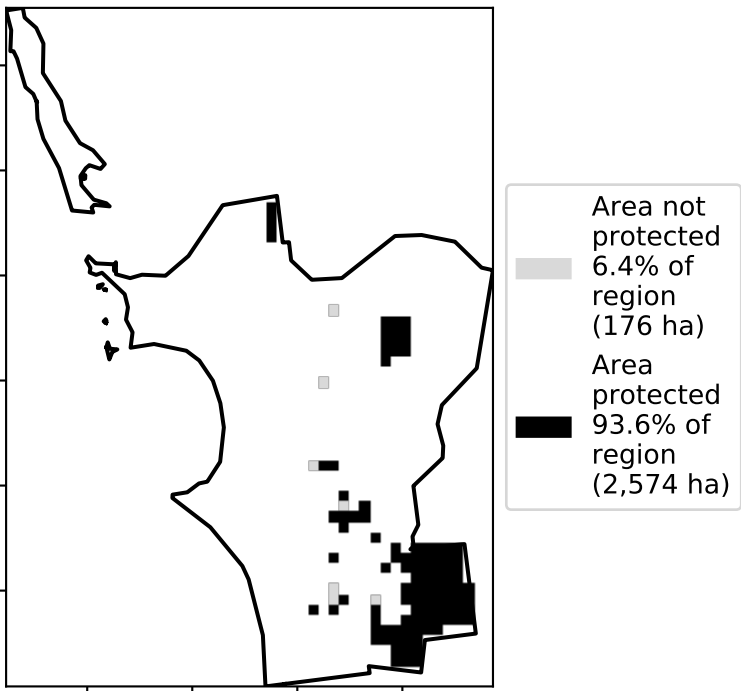 Area not
protected
6.4% of
region
(176 ha)
Area
protected
93.6% of
region
(2,574 ha)